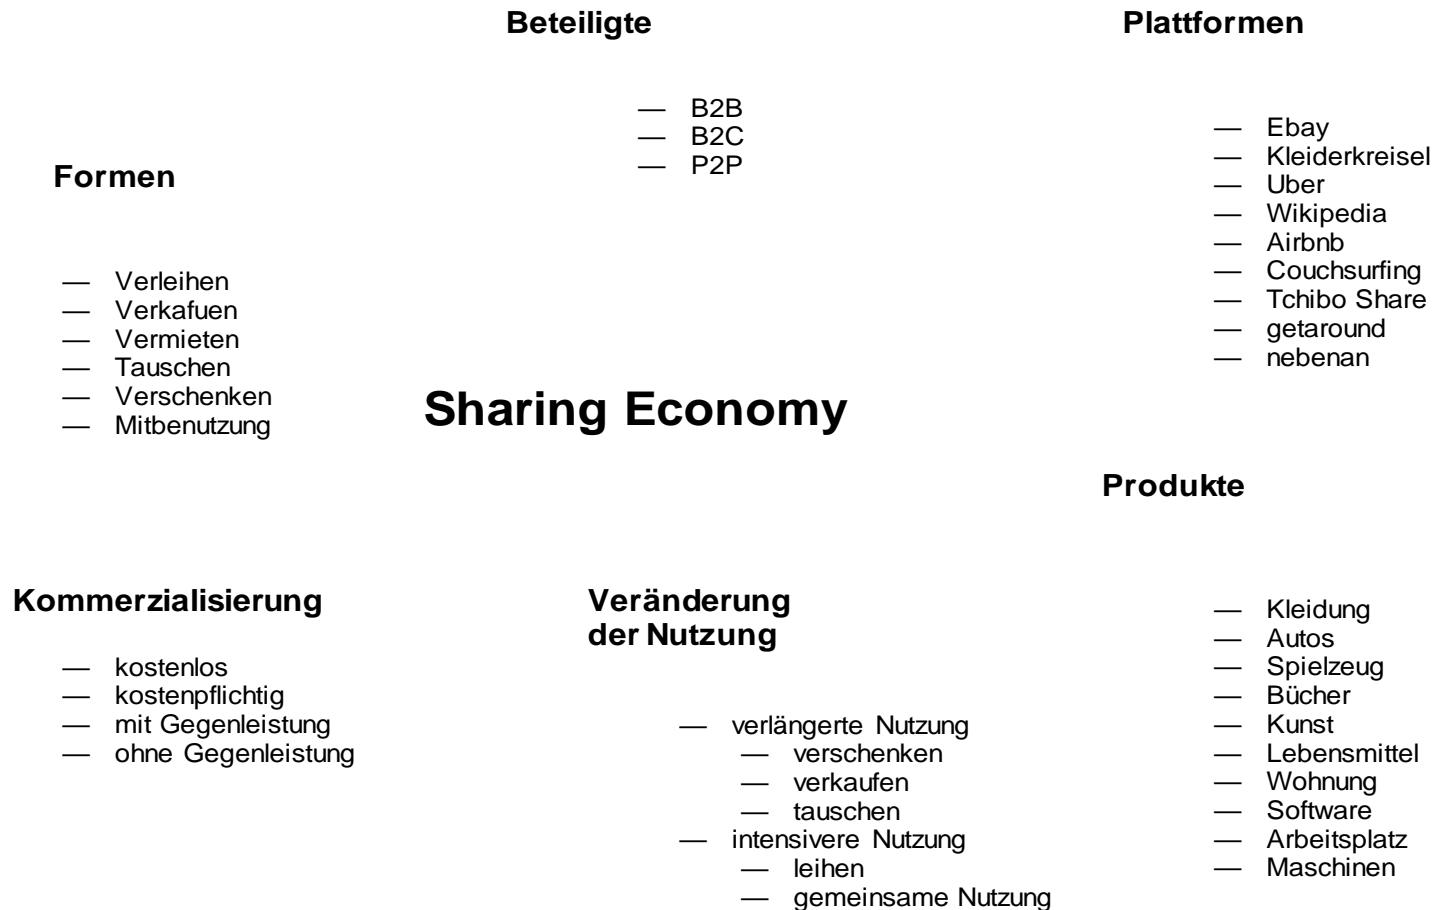 Beteiligte
— B2B
— B2C
— P2P
Plattformen
— Ebay
— Kleiderkreisel
— Uber
— Wikipedia
— Airbnb
— Couchsurfing
— Tchibo Share
— getaround
— nebenan
Formen
— Verleihen
— Verkafuen
— Vermieten
— Tauschen
— Verschenken
— Mitbenutzung
Sharing Economy
Produkte
— Kleidung
— Autos
— Spielzeug
— Bücher
— Kunst
— Lebensmittel
— Wohnung
— Software
— Arbeitsplatz
— Maschinen
Kommerzialisierung
— kostenlos
— kostenpflichtig
— mit Gegenleistung
— ohne Gegenleistung
Veränderung
der Nutzung
— verlängerte Nutzung
— verschenken
— verkaufen
— tauschen
— intensivere Nutzung
— leihen
— gemeinsame Nutzung